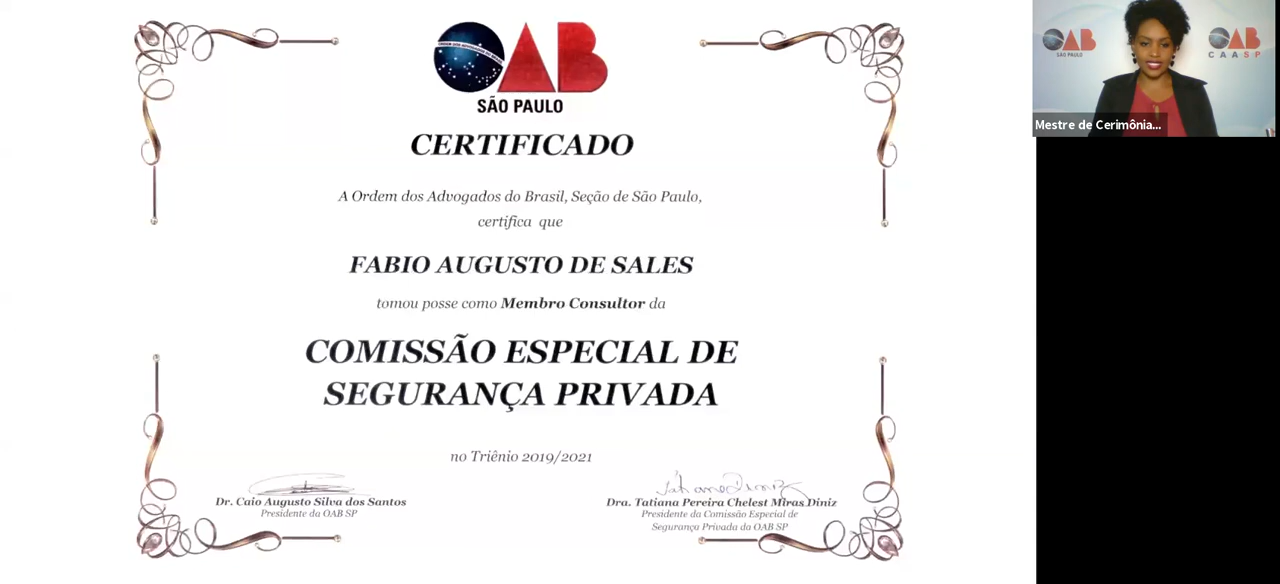 OAB
SÃO PAULO
CERTIFICADO
A Ordem dos Advogados do Brasil, Seção de São Paulo,
certifica que
FABIO AUGUSTO DE SALES
tomou posse como Membro Consultor da
COMISSÃO ESPECIAL DE
SEGURANÇA PRIVADA
no Triênio 2019/2021
Dr. Caio Augusto Silva dos Santos
Presidente da OAB SP
Dra. Tatiana Pereira Chelest Miras Diniz
Presidente da Comissão Especial de
Segurança Privada da OAB SP
OAB
SÃO PAULO
OAB
CAASP
Mestre de Cerimônia...